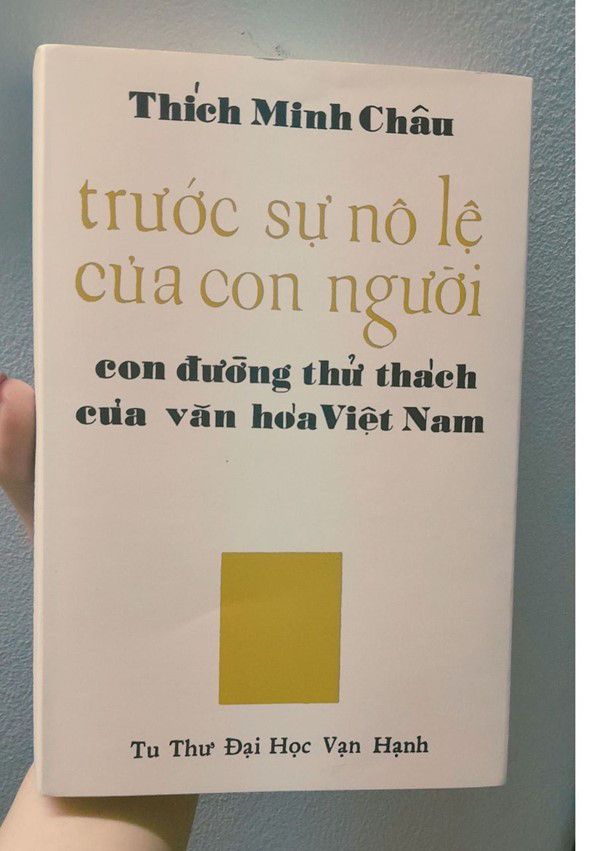 Thích Minh Châu
trước sự nô lệ
của con người
con đường thử thách
của văn hóa Việt Nam
Tu Thư Đại Học Vạn Hạnh